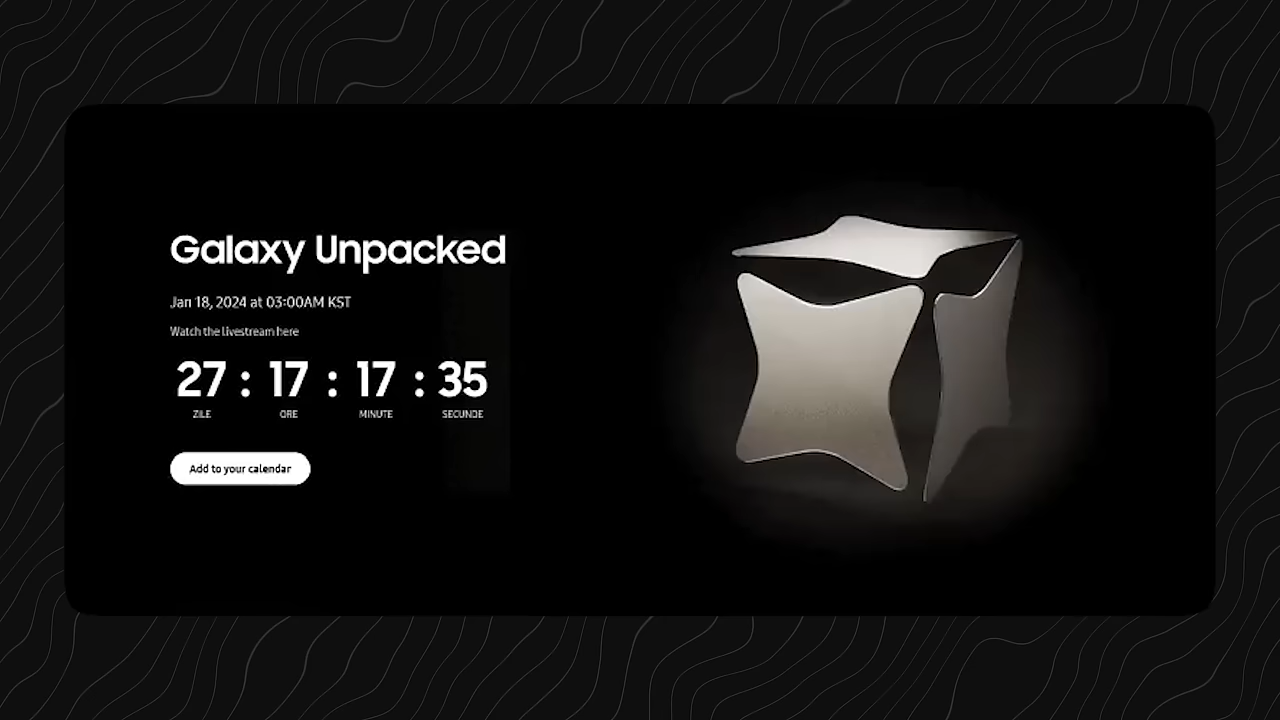 Galaxy Unpacked
Jan 18, 2024 at 03:00AM KST
Watch the livestream here
27 : 17 : 17 : 35
ZILE ORE MINUTE SECUNDE
Add to your calendar